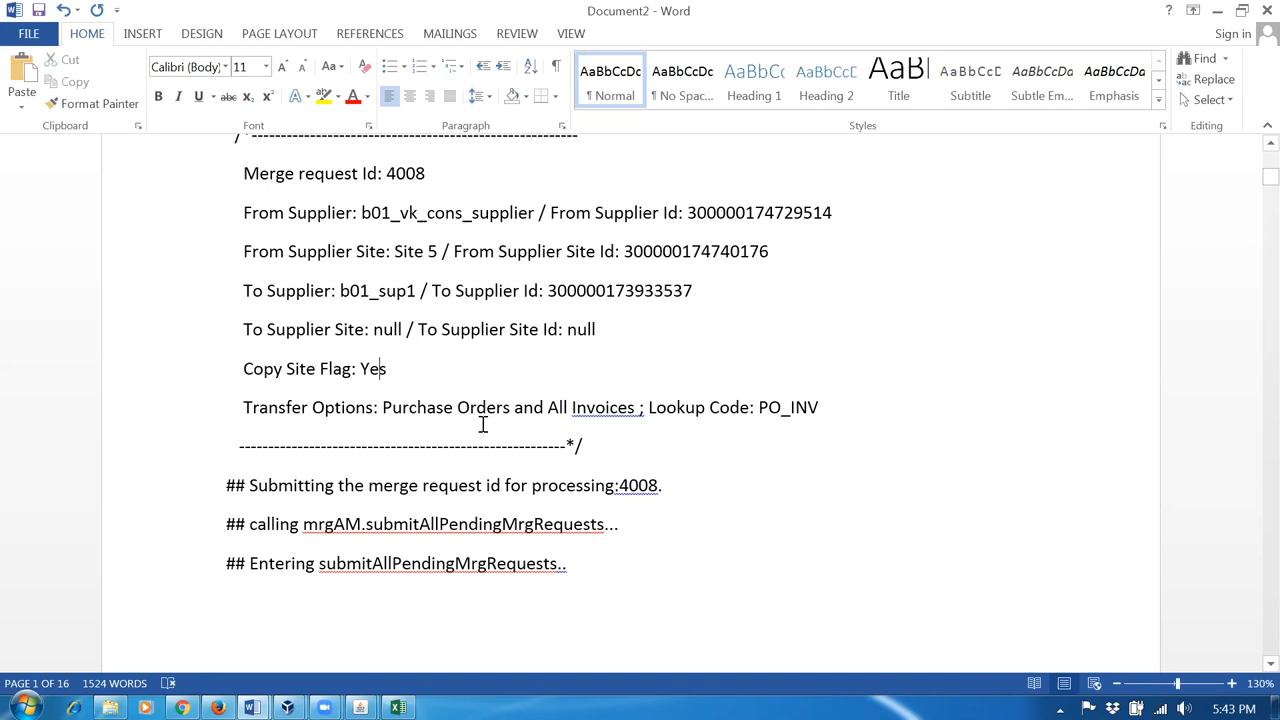 Document2 - Word
?
FILE HOME INSERT DESIGN PAGE LAYOUT REFERENCES MAILINGS REVIEW VIEW Sign in
Paste Cut Copy Format Painter
Clipboard
Calibri (Body) 11
Font
Paragraph
AaBbCcDc AaBbCcDc AaBbCc AaBbCcD AaBb AaBbCcD AaBbCcDc AaBbCcDc
¶ Normal ¶ No Spac... Heading 1 Heading 2 Title Subtitle Subtle Em... Emphasis
Styles
Find
Replace
Select
Editing
/*------------------------------------------------------
Merge request Id: 4008
From Supplier: b01_vk_cons_supplier / From Supplier Id: 300000174729514
From Supplier Site: Site 5 / From Supplier Site Id: 300000174740176
To Supplier: b01_sup1 / To Supplier Id: 300000173933537
To Supplier Site: null / To Supplier Site Id: null
Copy Site Flag: Yes
Transfer Options: Purchase Orders and All Invoices ; Lookup Code: PO_INV
------------------------------------------------------*/
## Submitting the merge request id for processing:4008.
## calling mrgAM.submitAllPendingMrgRequests...
## Entering submitAllPendingMrgRequests..
PAGE 1 OF 16 1524 WORDS 130%
5:43 PM